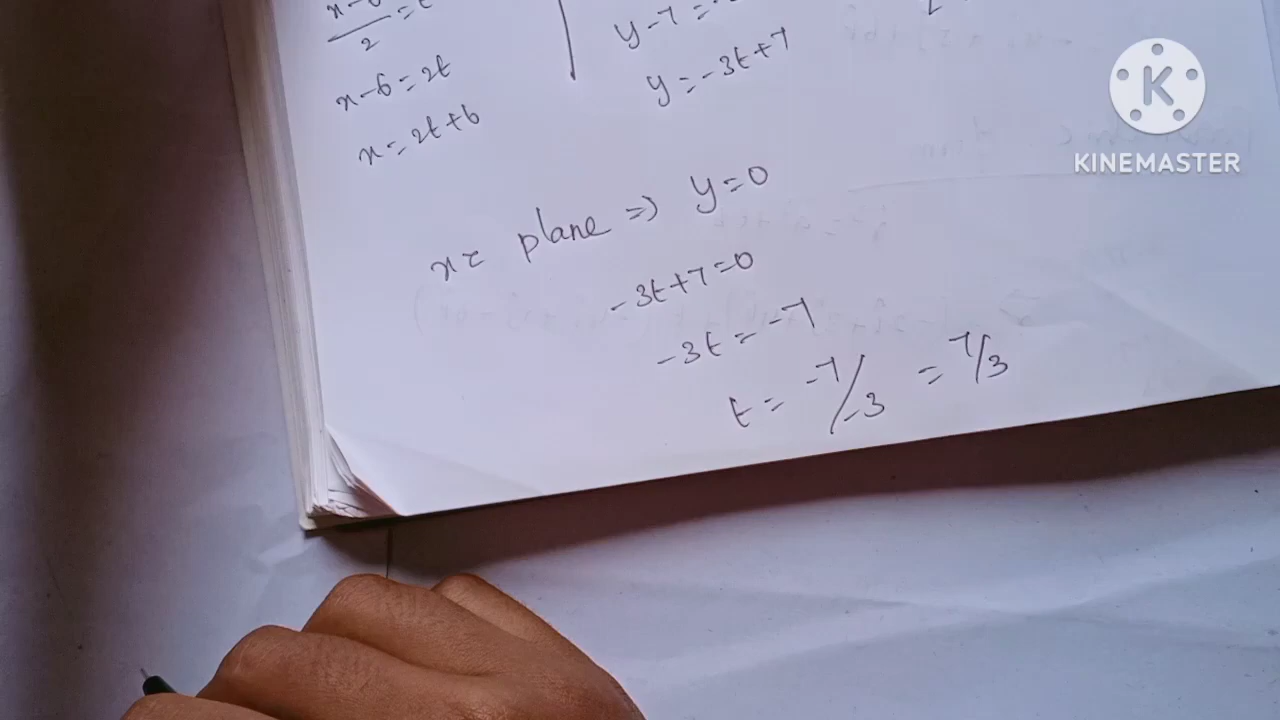 x-6
2 = t
y-7 =
x-6 = 2t
y = -3t+7
x = 2t+6
xz plane => y=0
-3t+7=0
-3t = -7
t = -7/-3 = 7/3
KINEMASTER